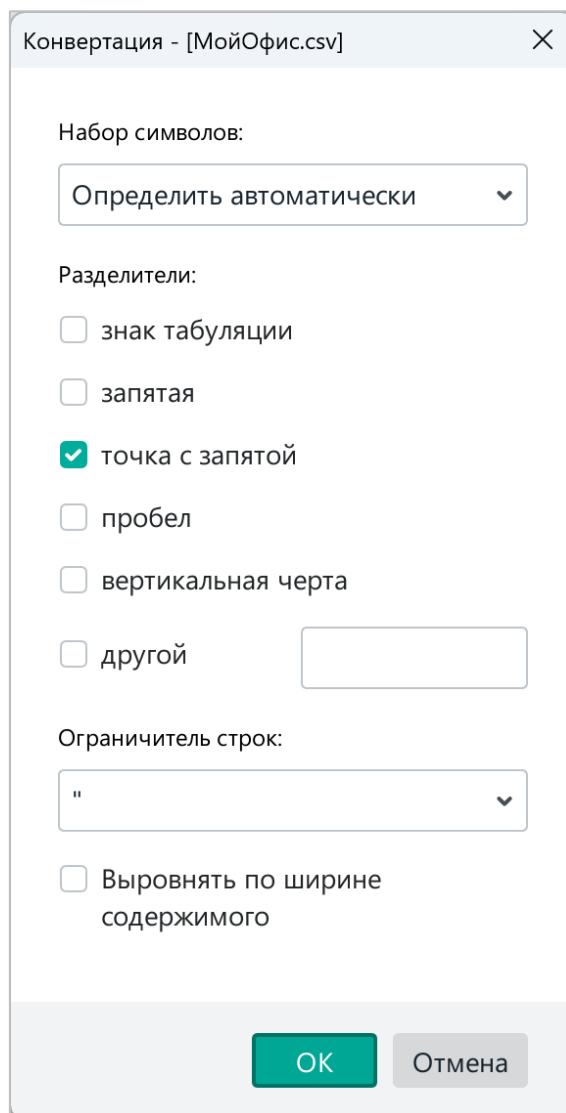 Конвертация - [МойОфис.csv]
Набор символов:
Определить автоматически
Разделители:
знак табуляции
запятая
точка с запятой
пробел
вертикальная черта
другой
Ограничитель строк:
"
Выровнять по ширине
содержимого
ОК
Отмена